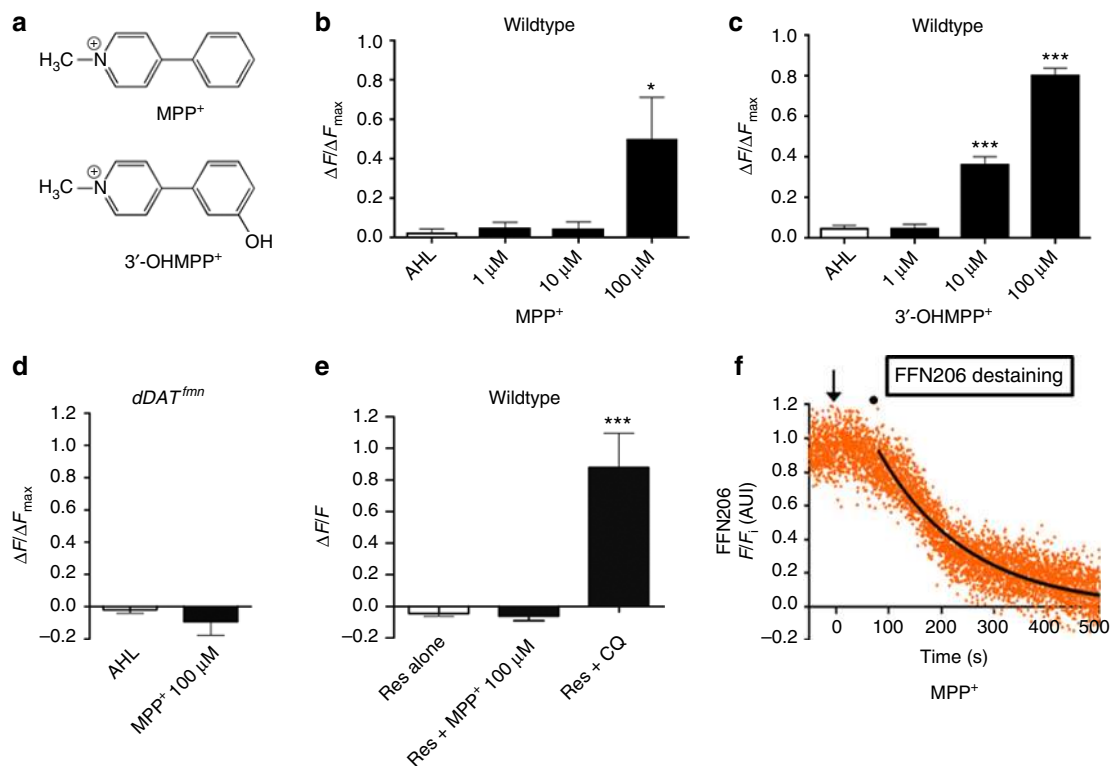 a
H₃C
N
⊕
MPP⁺
H₃C
N
⊕
OH
3′-OHMPP⁺
b
Wildtype
ΔF/ΔFmax
1.0
0.8
0.6
0.4
0.2
0.0
*
AHL
1 µM
10 µM
100 µM
MPP⁺
c
Wildtype
ΔF/ΔFmax
1.0
0.8
0.6
0.4
0.2
0.0
***
***
AHL
1 µM
10 µM
100 µM
3′-OHMPP⁺
d
dDATᶠᵐⁿ
ΔF/ΔFmax
1.2
1.0
0.8
0.6
0.4
0.2
0.0
–0.2
AHL
MPP⁺ 100 µM
e
Wildtype
ΔF/F
1.2
1.0
0.8
0.6
0.4
0.2
0.0
–0.2
***
Res alone
Res + MPP⁺ 100 µM
Res + CQ
f
FFN206 destaining
FFN206
F/Fi (AUI)
1.2
1.0
0.8
0.6
0.4
0.2
0.0
–0.2
0 100 200 300 400 500
Time (s)
MPP⁺